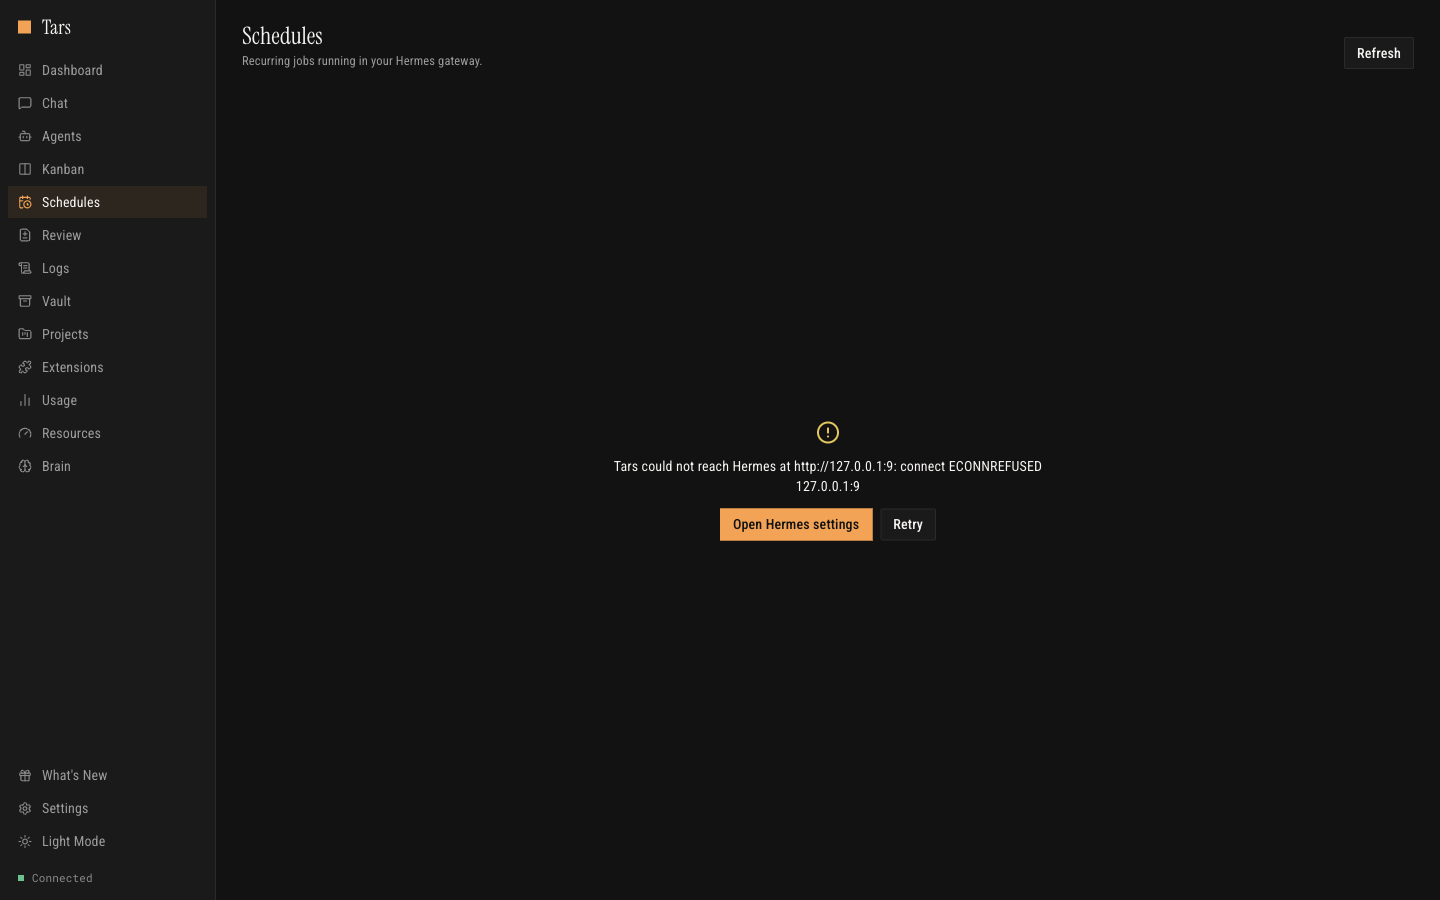 Tars
Dashboard
Chat
Agents
Kanban
Schedules
Review
Logs
Vault
Projects
Extensions
Usage
Resources
Brain
What's New
Settings
Light Mode
Connected
Schedules
Recurring jobs running in your Hermes gateway.
Refresh
Tars could not reach Hermes at http://127.0.0.1:9: connect ECONNREFUSED
127.0.0.1:9
Open Hermes settings
Retry